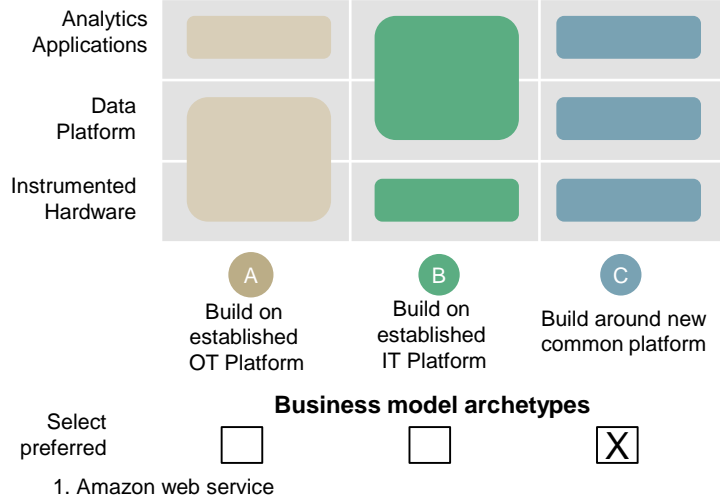 Analytics
Applications
Data
Platform
Instrumented
Hardware
A
B
C
Build on
established
OT Platform
Build on
established
IT Platform
Build around new
common platform
Business model archetypes
Select
preferred
X
1. Amazon web service